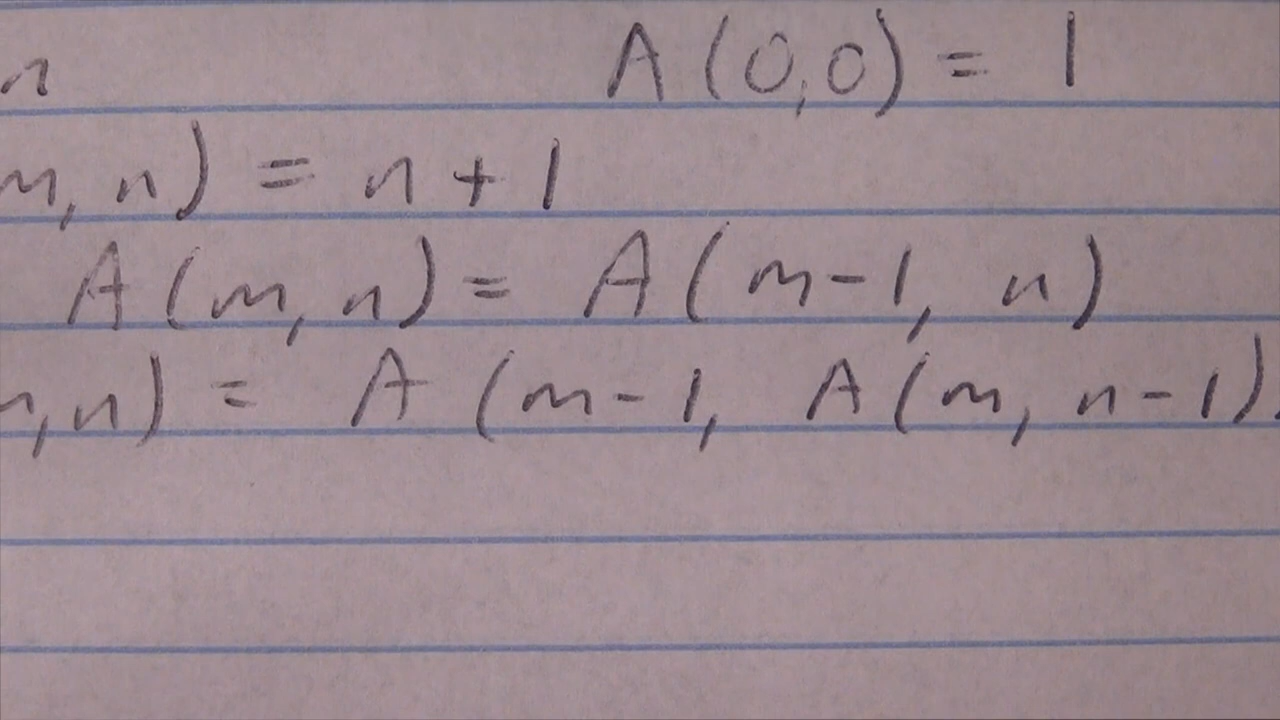 n A(0,0) = 1
m, n) = n + 1
A(m, n) = A(m-1, n)
,n) = A(m-1, A(m, n-1)